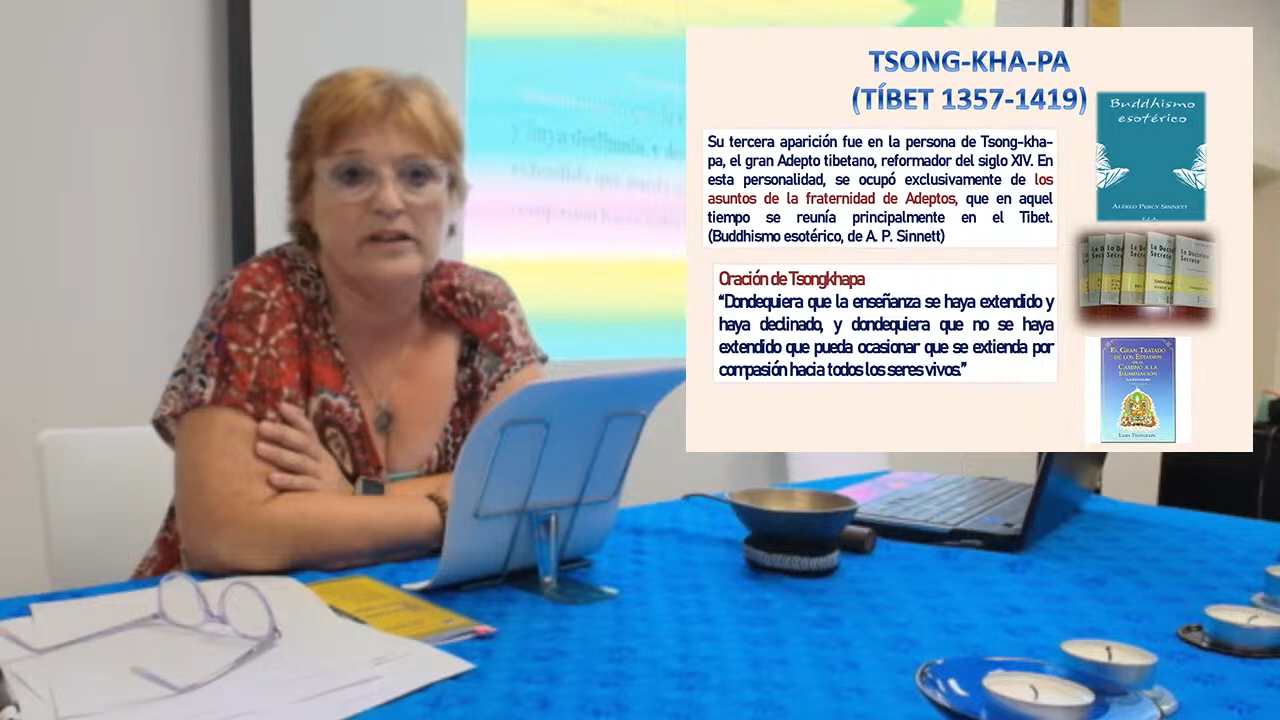 TSONG-KHA-PA
(TÍBET 1357-1419)
Su tercera aparición fue en la persona de Tsong-kha-
pa, el gran Adepto tibetano, reformador del siglo XIV. En
esta personalidad, se ocupó exclusivamente de los
asuntos de la fraternidad de Adeptos, que en aquel
tiempo se reunía principalmente en el Tibet.
(Buddhismo esotérico, de A. P. Sinnett)
Oración de Tsongkhapa
“Dondequiera que la enseñanza se haya extendido y
haya declinado, y dondequiera que no se haya
extendido que pueda ocasionar que se extienda por
compasión hacia todos los seres vivos.”
Buddhismo
esotérico
ALFRED PERCY SINNETT
La Doctrina
Secreta
EL GRAN TRATADO
DE LOS ESTADIOS
EN EL
CAMINO A LA
ILUMINACIÓN
y haya declinado, y de